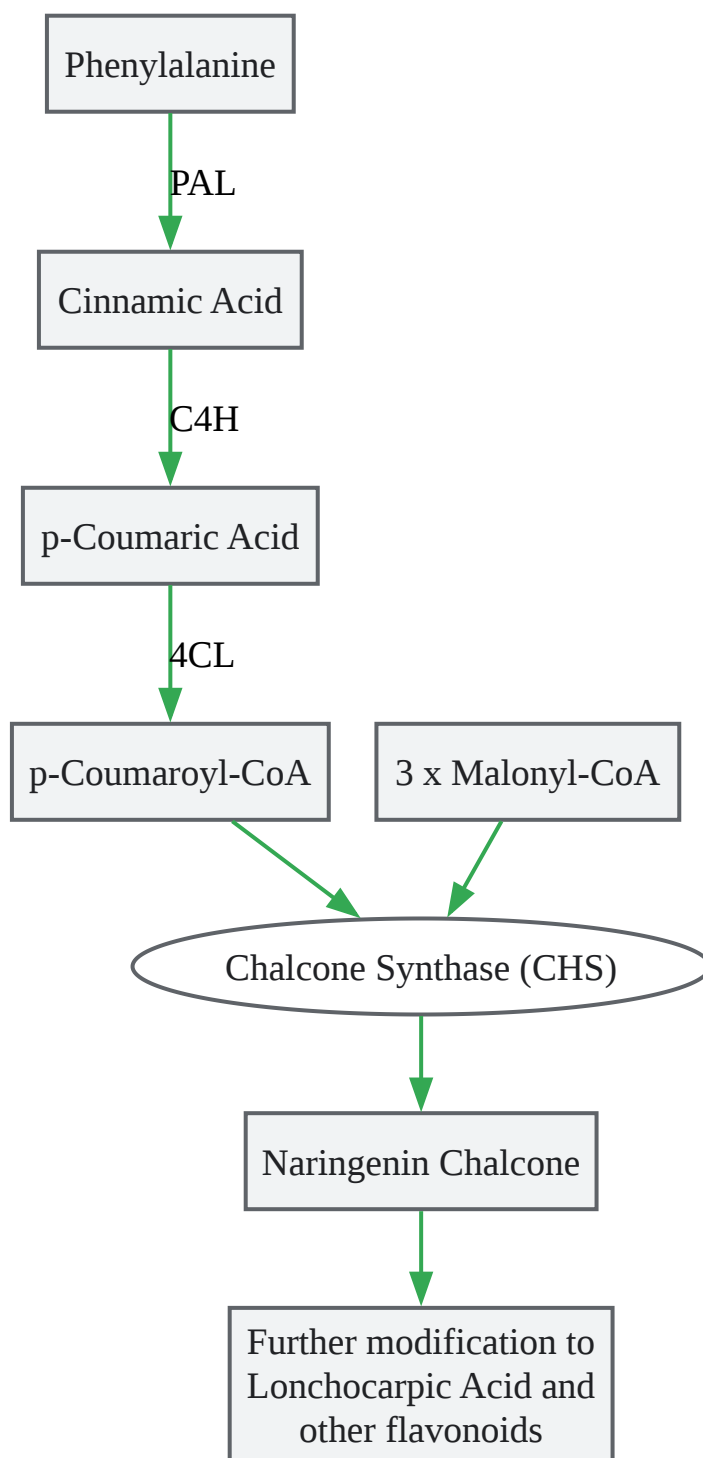 Phenylalanine
PAL
Cinnamic Acid
C4H
p-Coumaric Acid
4CL
p-Coumaroyl-CoA
3 x Malonyl-CoA
Chalcone Synthase (CHS)
Naringenin Chalcone
Further modification to
Lonchocarpic Acid and
other flavonoids